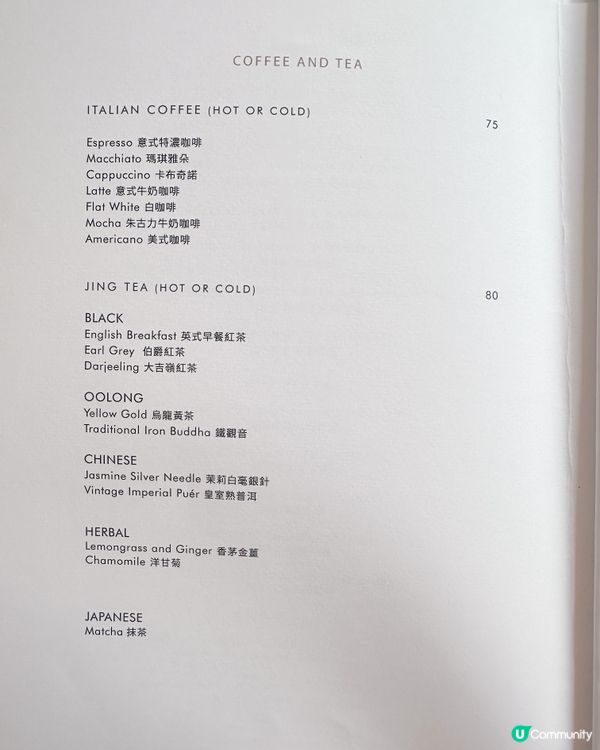 COFFEE AND TEA
ITALIAN COFFEE (HOT OR COLD)
75
Espresso 意式特濃咖啡
Macchiato 瑪琪雅朵
Cappuccino 卡布奇諾
Latte 意式牛奶咖啡
Flat White 白咖啡
Mocha 朱古力牛奶咖啡
Americano 美式咖啡
JING TEA (HOT OR COLD)
80
BLACK
English Breakfast 英式早餐紅茶
Earl Grey 伯爵紅茶
Darjeeling 大吉嶺紅茶
OOLONG
Yellow Gold 烏龍黃茶
Traditional Iron Buddha 鐵觀音
CHINESE
Jasmine Silver Needle 茉莉白毫銀針
Vintage Imperial Puér 皇室熟普洱
HERBAL
Lemongrass and Ginger 香茅金薑
Chamomile 洋甘菊
JAPANESE
Matcha 抹茶
U Community